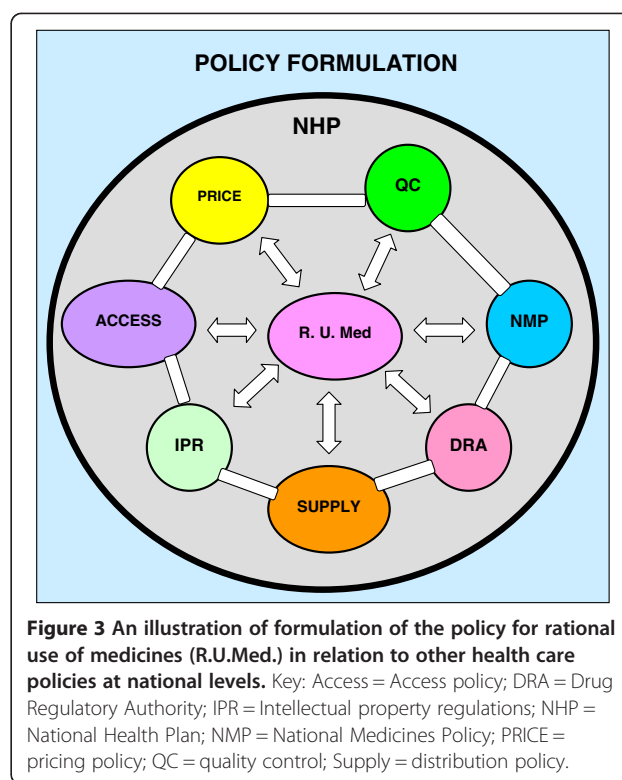 POLICY FORMULATION
NHP
PRICE
QC
ACCESS
R. U. Med
NMP
IPR
DRA
SUPPLY
Figure 3 An illustration of formulation of the policy for rational
use of medicines (R.U.Med.) in relation to other health care
policies at national levels. Key: Access = Access policy; DRA = Drug
Regulatory Authority; IPR = Intellectual property regulations; NHP =
National Health Plan; NMP = National Medicines Policy; PRICE =
pricing policy; QC = quality control; Supply = distribution policy.